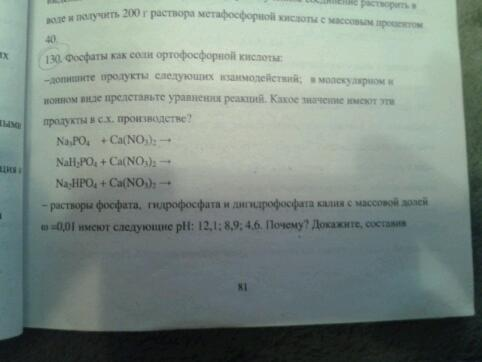 соединение растворить в
воде и получить 200 г раствора метафосфорной кислоты с массовым процентом
40.
130. Фосфаты как соли ортофосфорной кислоты:
–допишите продукты следующих взаимодействий; в молекулярном и
ионном виде представьте уравнения реакций. Какое значение имеют эти
продукты в с.х. производстве?
Na₃PO₄ + Ca(NO₃)₂ →
NaH₂PO₄ + Ca(NO₃)₂ →
Na₂HPO₄ + Ca(NO₃)₂ →
– растворы фосфата, гидрофосфата и дигидрофосфата калия с массовой долей
ω =0,01 имеют следующие pH: 12,1; 8,9; 4,6. Почему? Докажите, составив
81